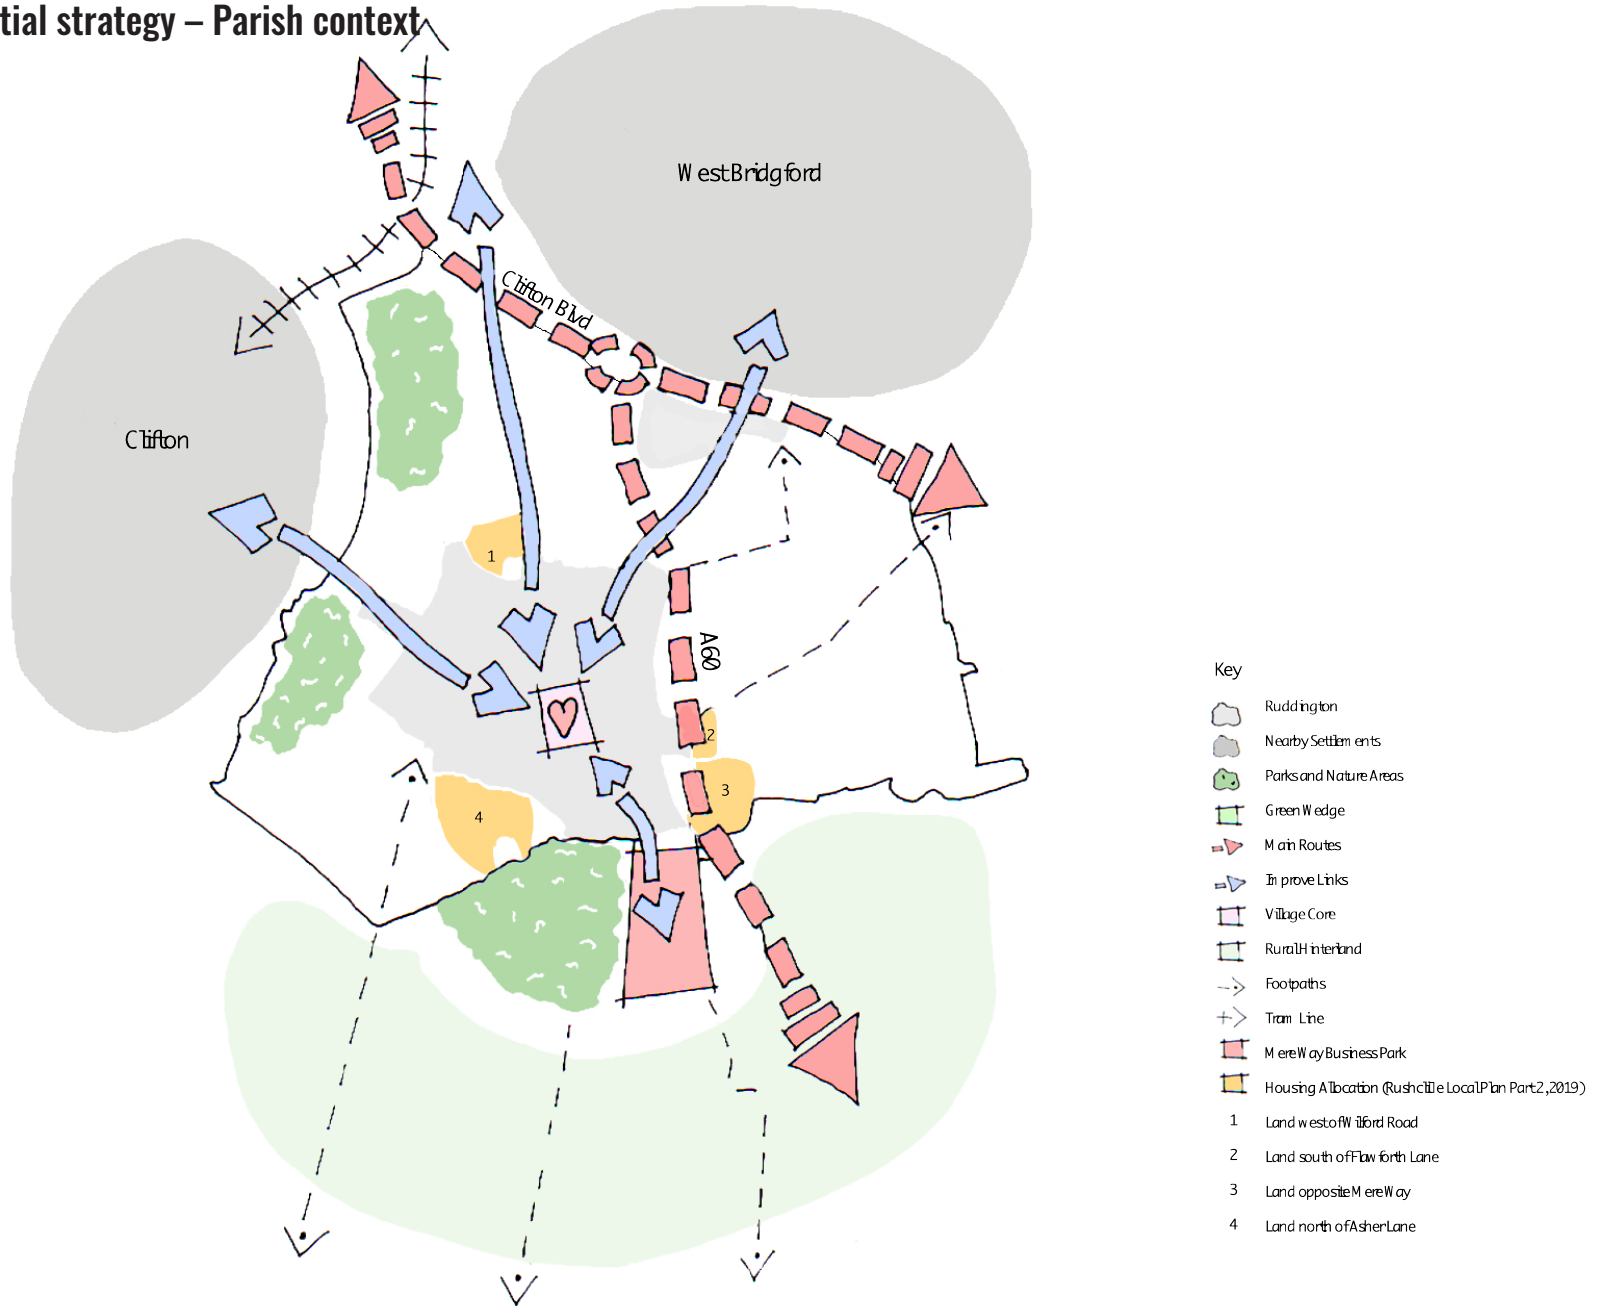 tial strategy – Parish context
West Bridgford
Clifton Blvd
Clifton
1
A60
2
3
4
Key
Ruddington
Nearby Settlements
Parks and Nature Areas
Green Wedge
Main Routes
Improve Links
Village Core
Rural Hinterland
Footpaths
Tram Line
Mere Way Business Park
Housing Allocation (Rushcliffe Local Plan Part 2, 2019)
1 Land west of Wilford Road
2 Land south of Flawforth Lane
3 Land opposite Mere Way
4 Land north of Asher Lane